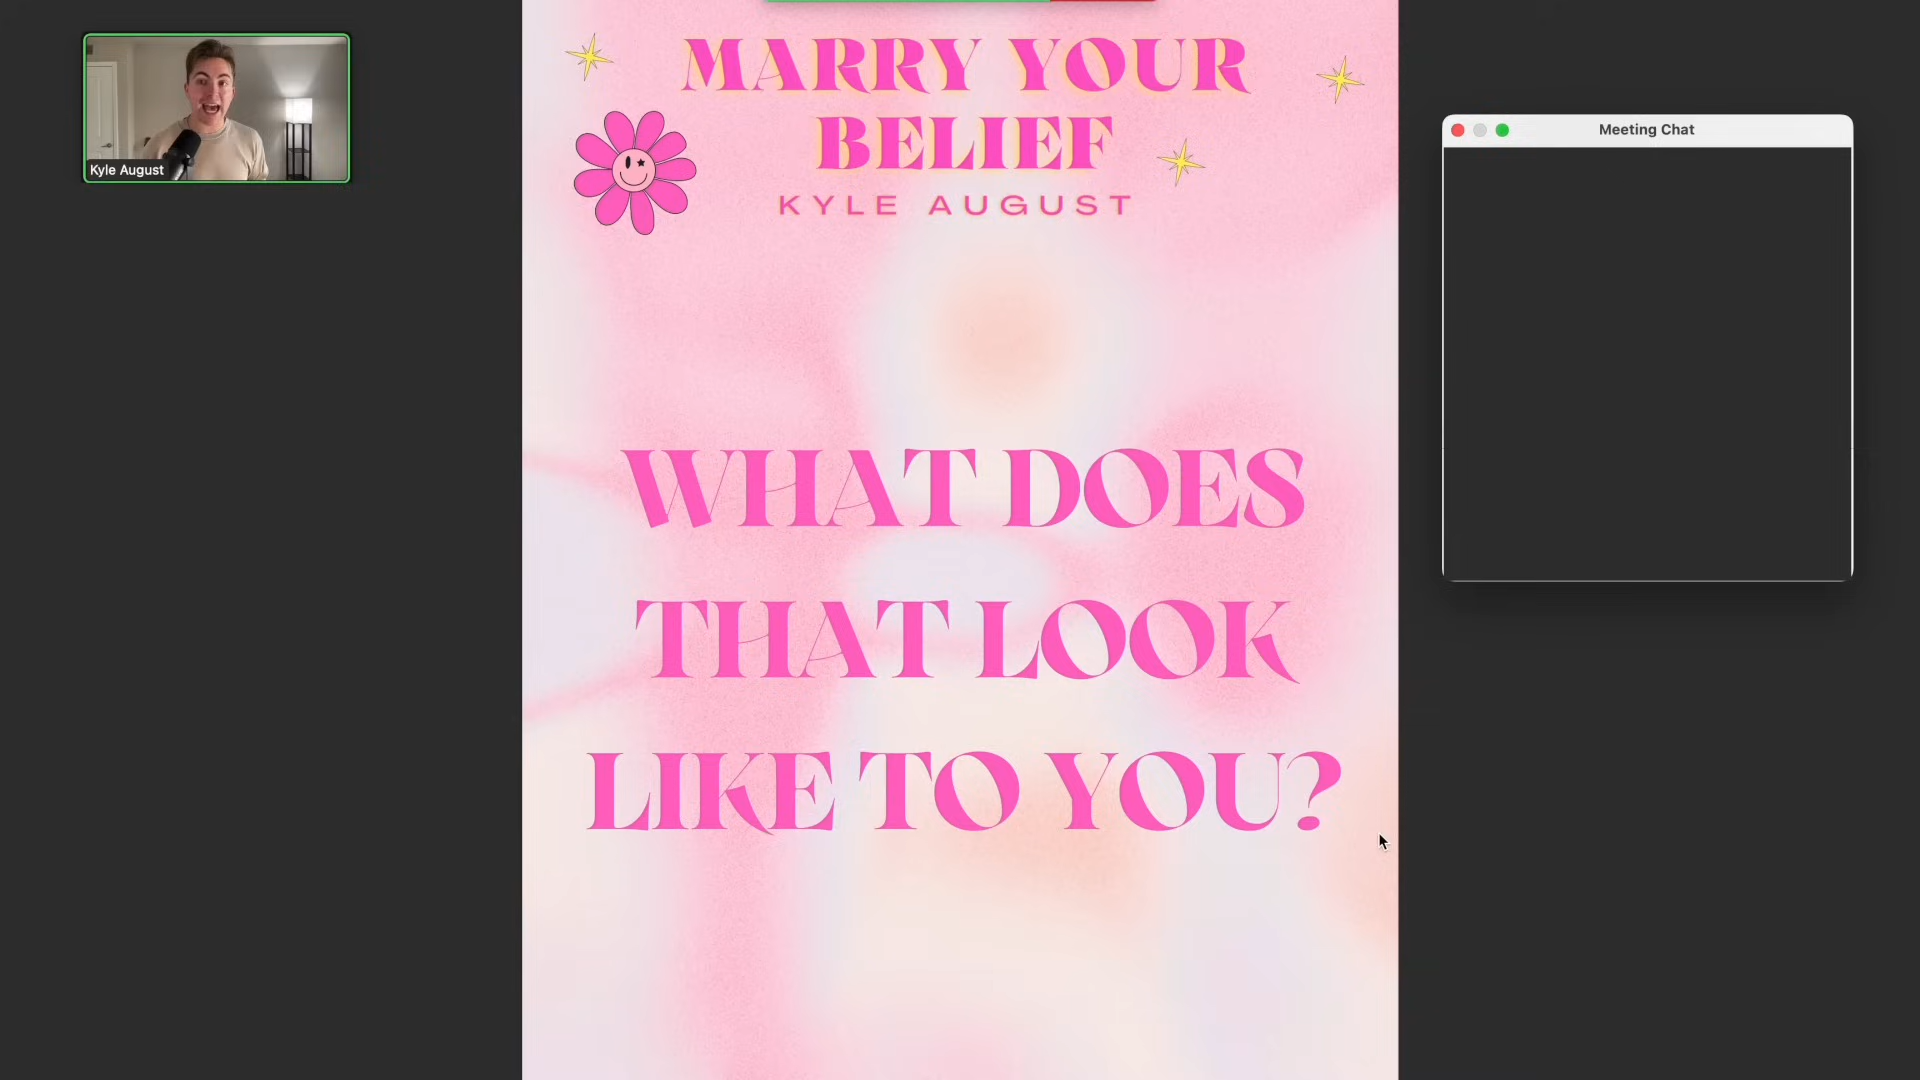 MARRY YOUR
BELIEF
KYLE AUGUST
Kyle August
Meeting Chat
WHAT DOES
THAT LOOK
LIKE TO YOU?